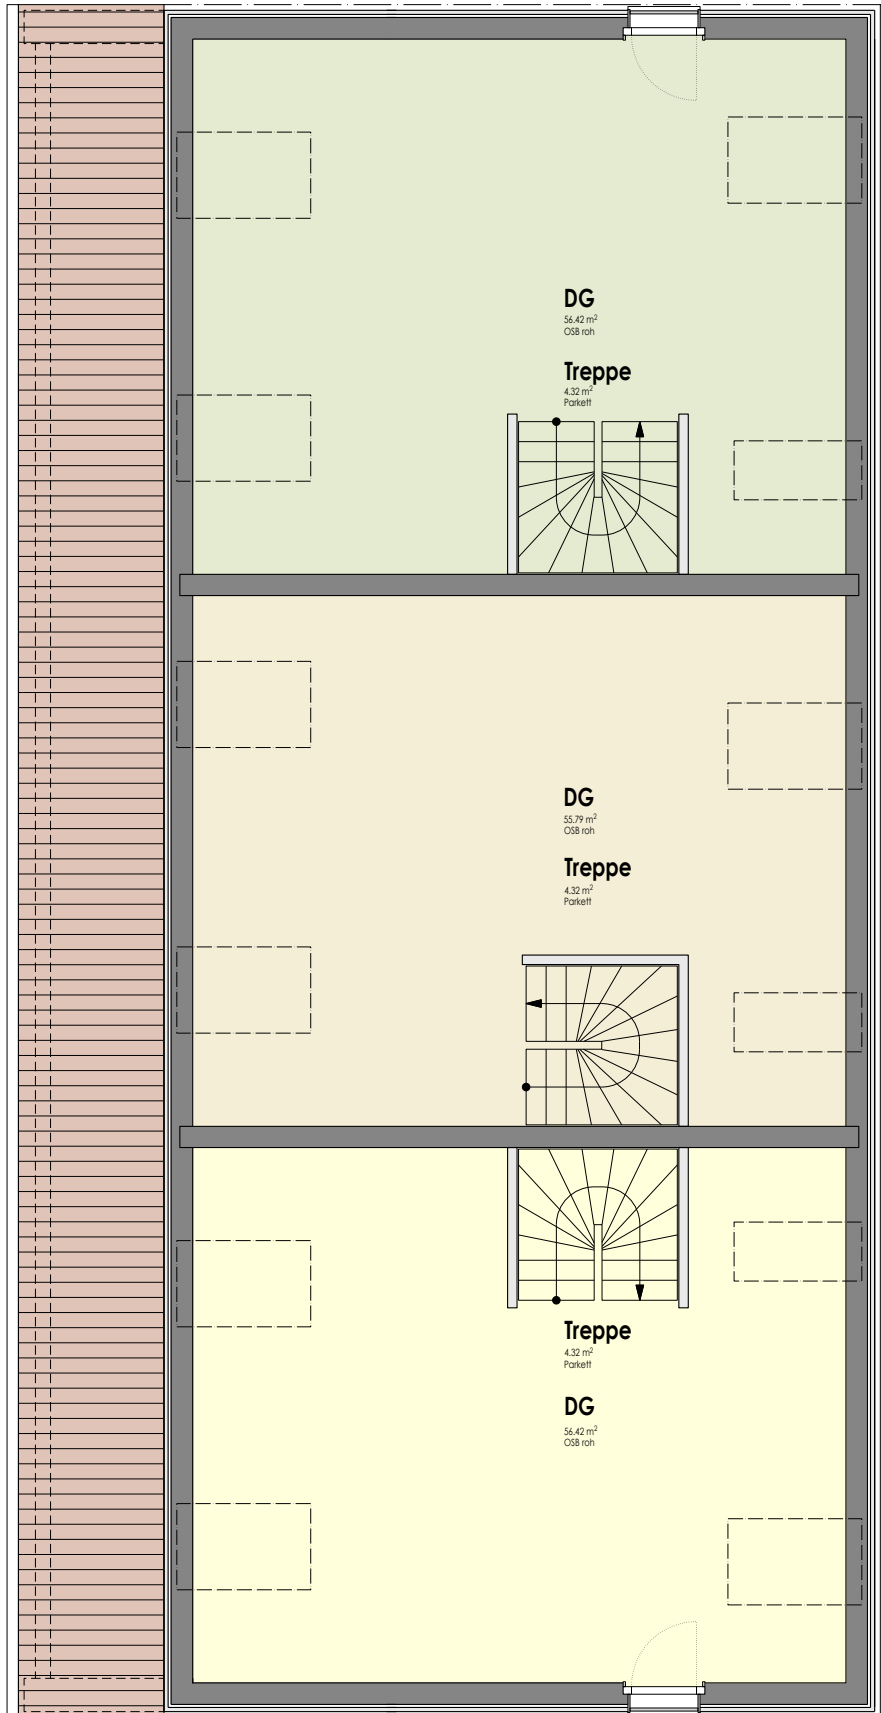 DG
56.42 m²
OSB roh
Treppe
4.32 m²
Parkett
DG
55.79 m²
OSB roh
Treppe
4.32 m²
Parkett
Treppe
4.32 m²
Parkett
DG
56.42 m²
OSB roh